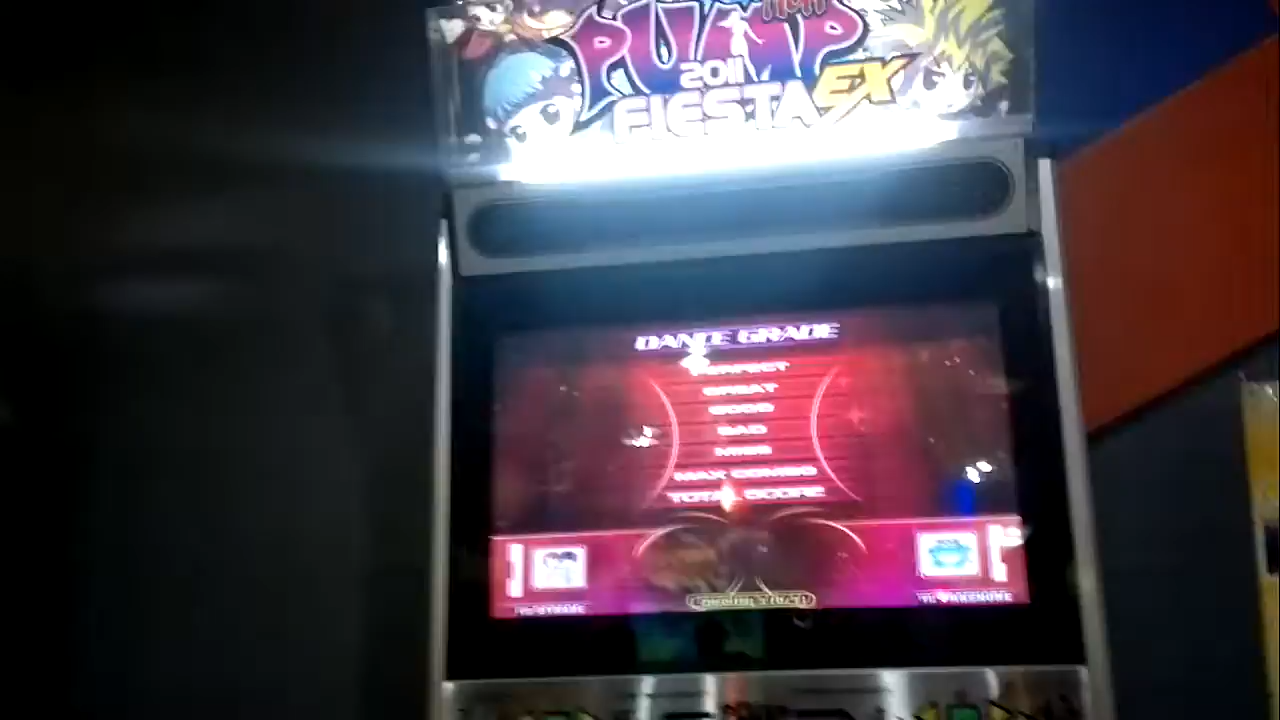 PUMP
2011
FIESTA EX
DANCE GRADE
PERFECT
GREAT
GOOD
BAD
MISS
MAX COMBO
TOTAL SCORE